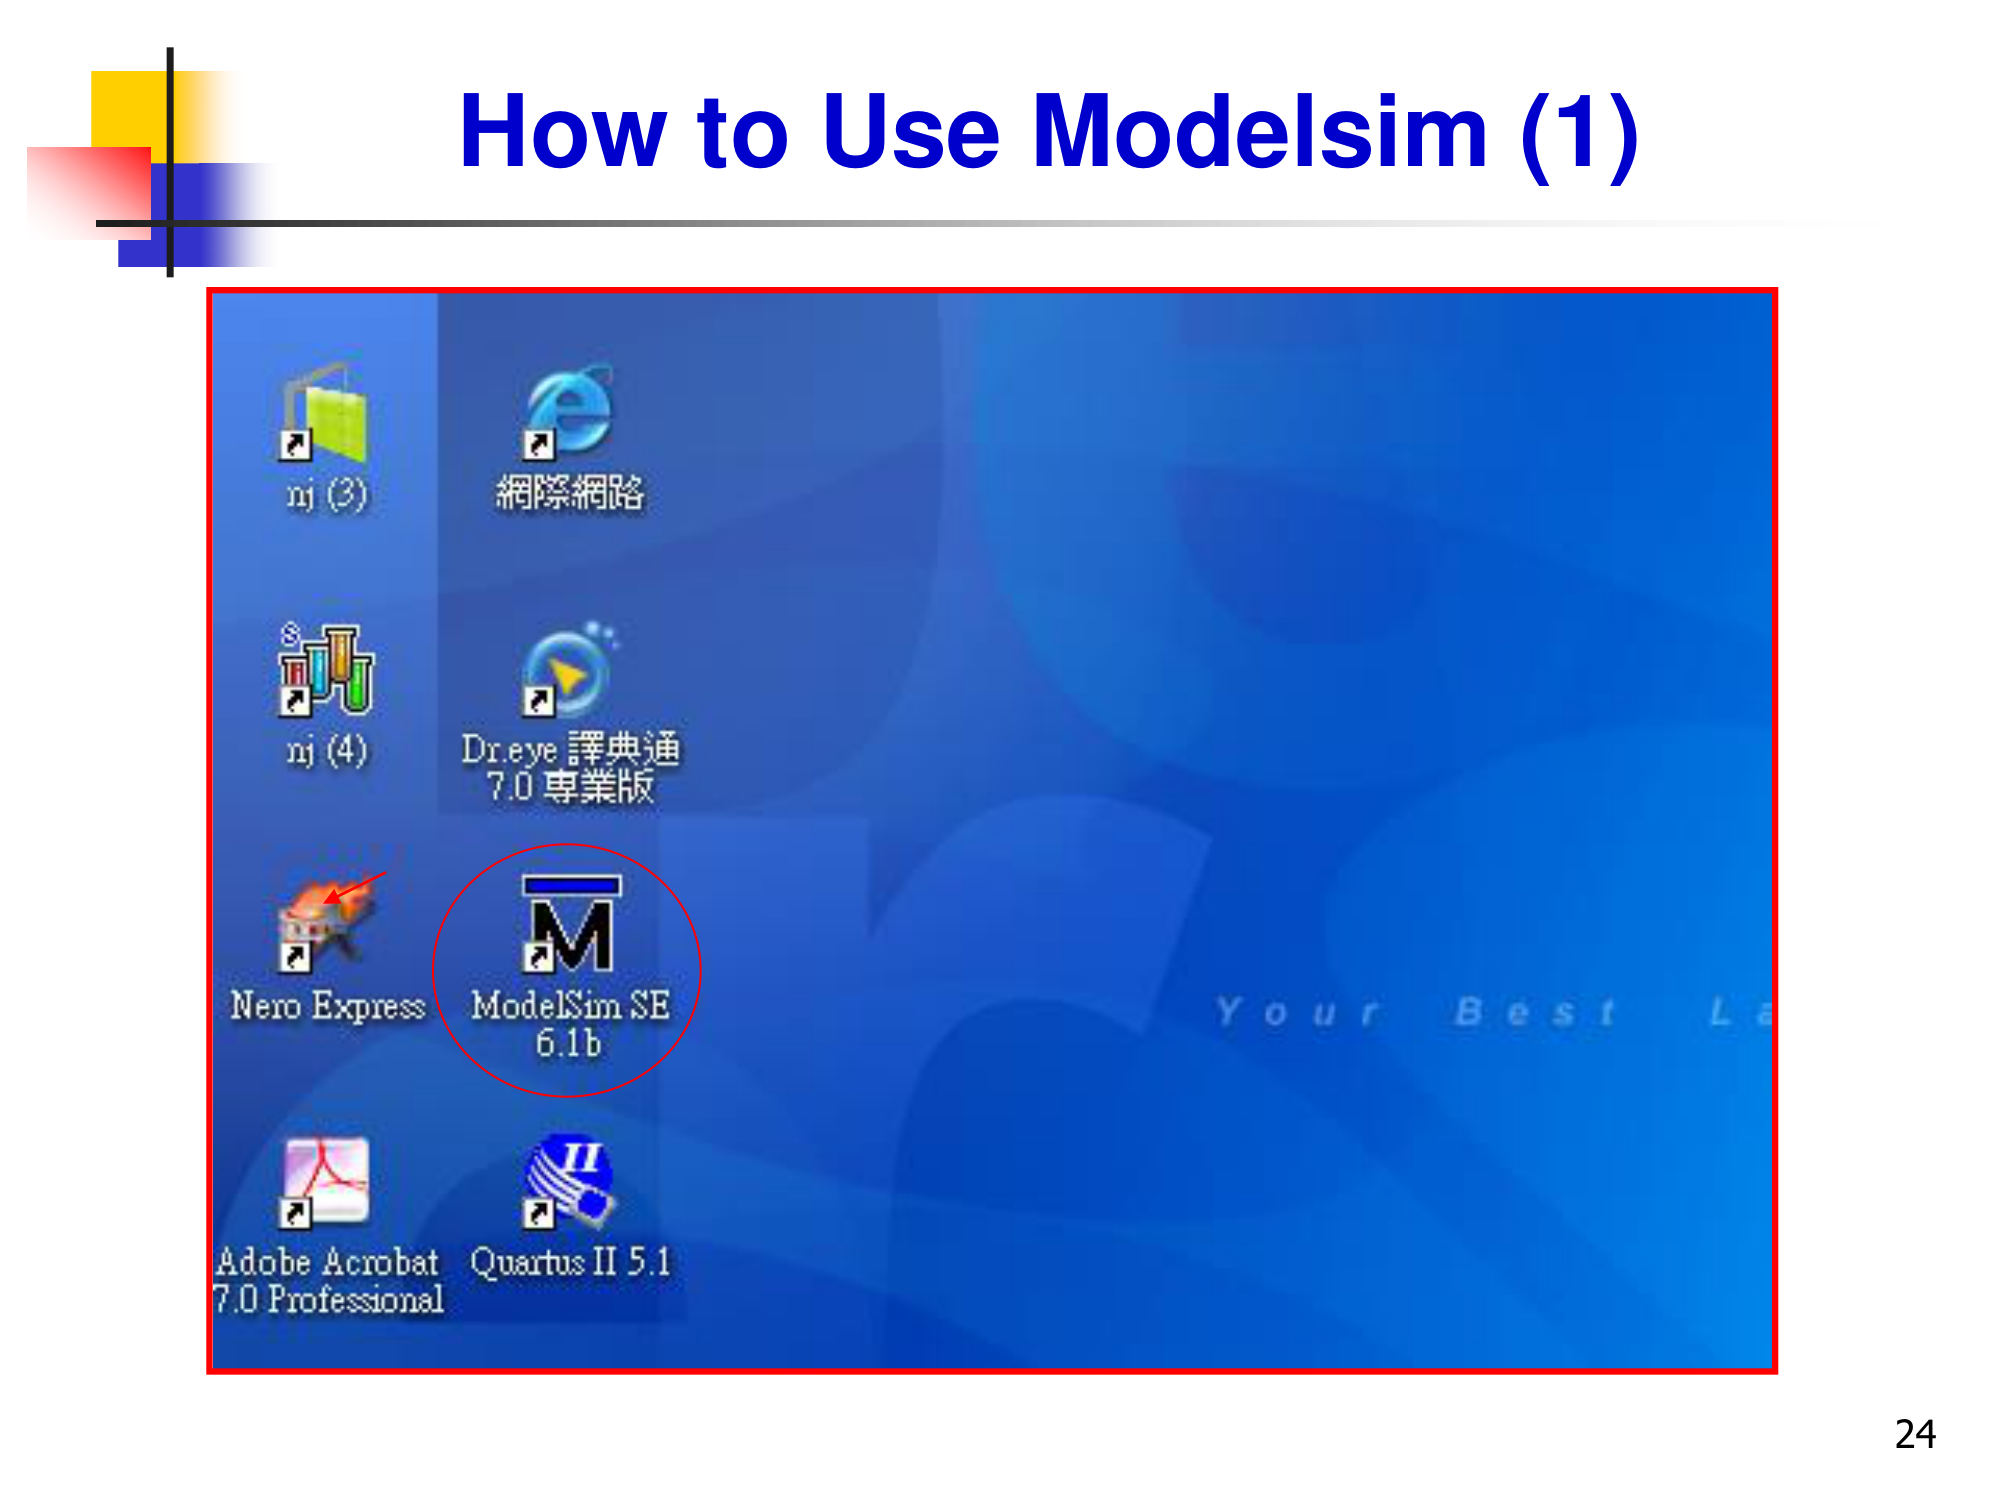 How to Use Modelsim (1)
nj (3)
網際網路
nj (4)
Dr.eye 譯典通
7.0 專業版
Nero Express
ModelSim SE
6.1b
Adobe Acrobat
7.0 Professional
Quartus II 5.1
Your Best La
24